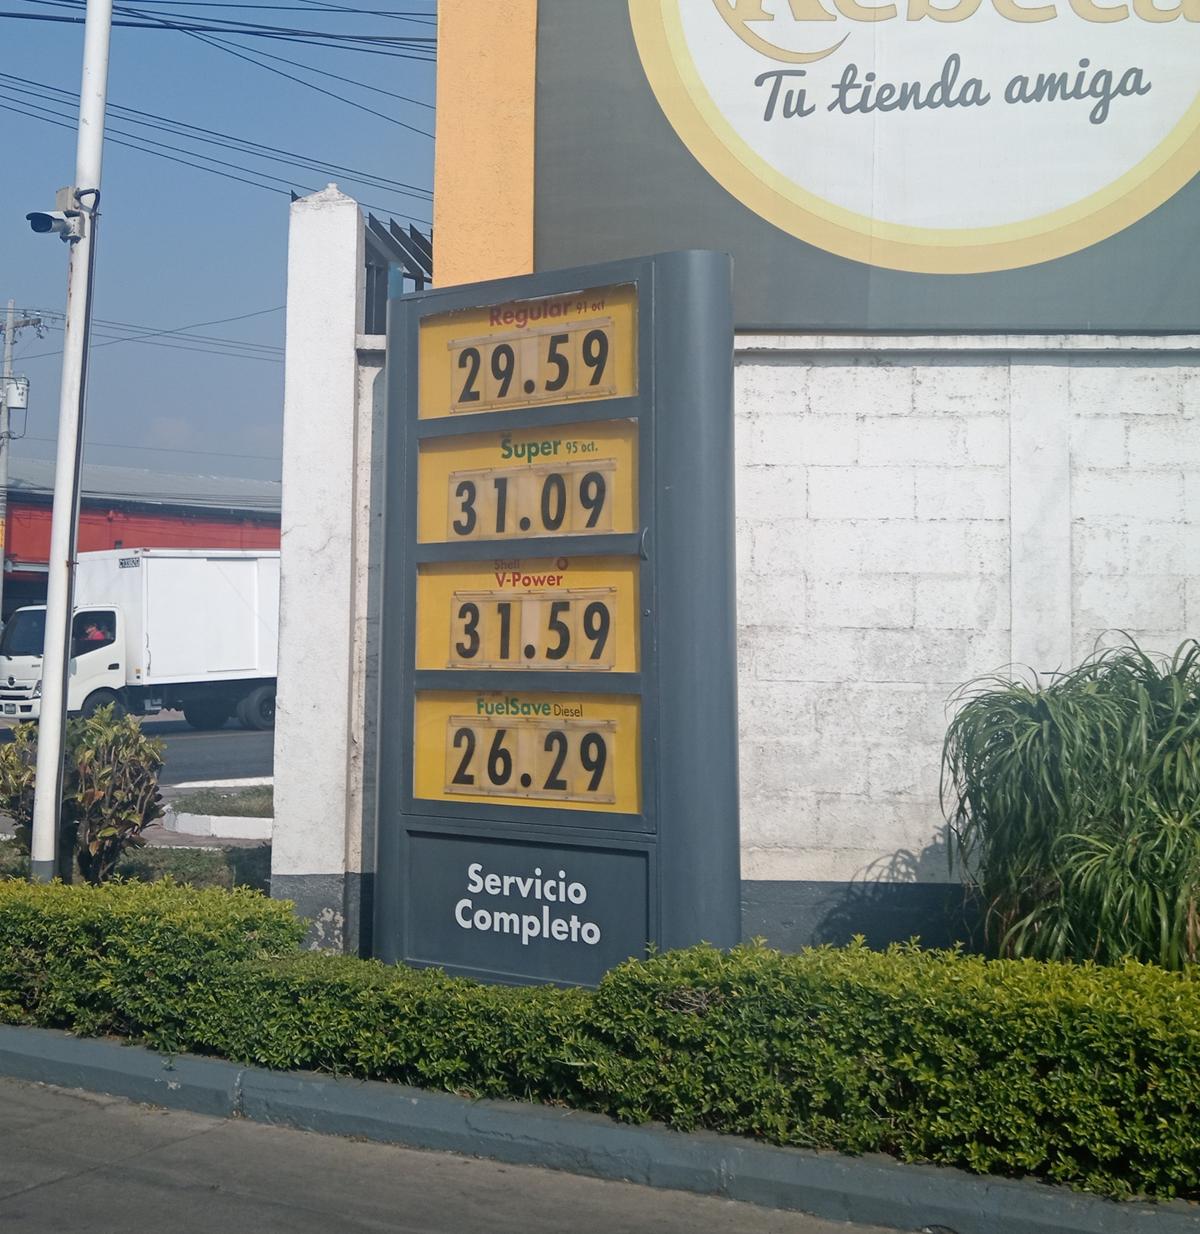 Rebeca
Tu tienda amiga
Regular 91 oct
29.59
Super 95 oct.
31.09
Shell
V-Power
31.59
FuelSave Diesel
26.29
Servicio
Completo